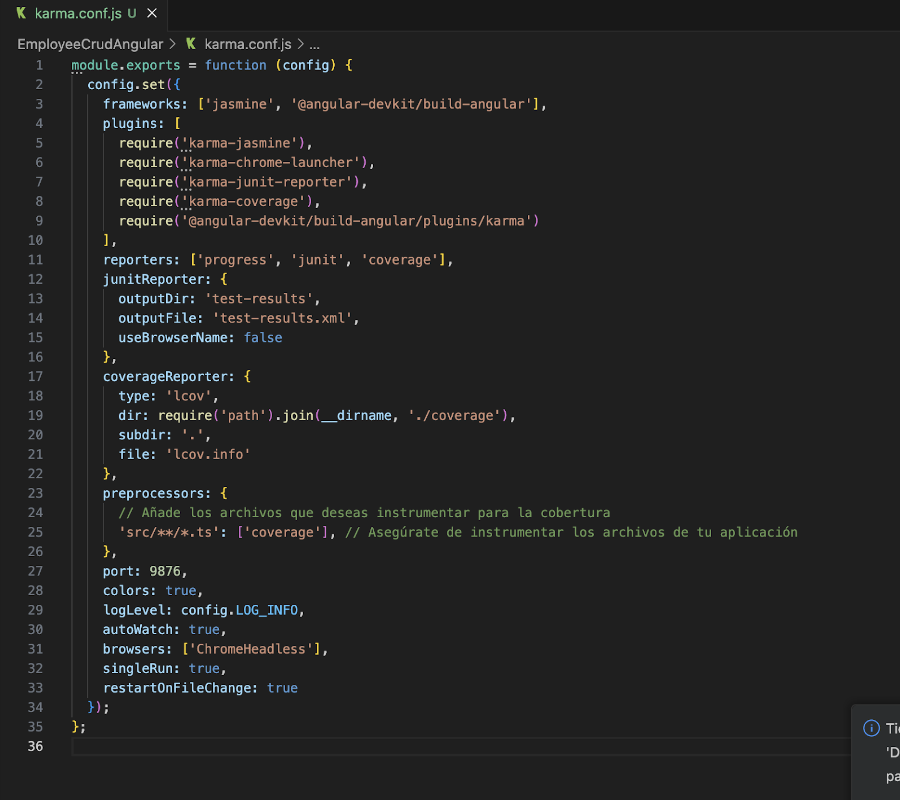 karma.conf.js U
EmployeeCrudAngular > karma.conf.js > ...
1 module.exports = function (config) {
2 config.set({
3 frameworks: ['jasmine', '@angular-devkit/build-angular'],
4 plugins: [
5 require('karma-jasmine'),
6 require('karma-chrome-launcher'),
7 require('karma-junit-reporter'),
8 require('karma-coverage'),
9 require('@angular-devkit/build-angular/plugins/karma')
10 ],
11 reporters: ['progress', 'junit', 'coverage'],
12 junitReporter: {
13 outputDir: 'test-results',
14 outputFile: 'test-results.xml',
15 useBrowserName: false
16 },
17 coverageReporter: {
18 type: 'lcov',
19 dir: require('path').join(__dirname, './coverage'),
20 subdir: '.',
21 file: 'lcov.info'
22 },
23 preprocessors: {
24 // Añade los archivos que deseas instrumentar para la cobertura
25 'src/**/*.ts': ['coverage'], // Asegúrate de instrumentar los archivos de tu aplicación
26 },
27 port: 9876,
28 colors: true,
29 logLevel: config.LOG_INFO,
30 autoWatch: true,
31 browsers: ['ChromeHeadless'],
32 singleRun: true,
33 restartOnFileChange: true
34 });
35 };
36